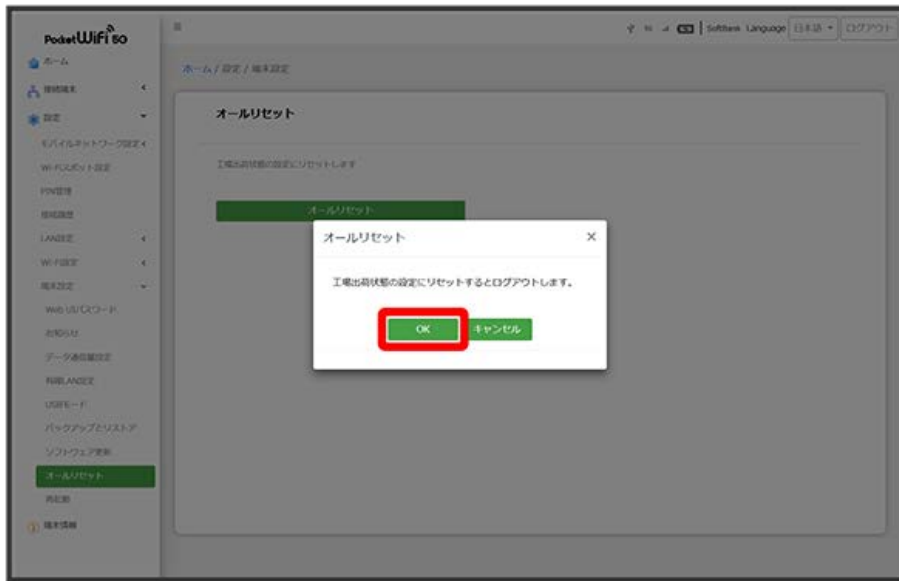 PocketWiFi 5G
SoftBank Language 日本語 ログアウト
ホーム
ホーム / 設定 / 端末設定
接続端末
設定
モバイルネットワーク設定
Wi-Fiスポット設定
PIN管理
接続履歴
LAN設定
Wi-Fi設定
端末設定
Web UIパスワード
お知らせ
データ通信量設定
有線LAN設定
USBモード
バックアップとリストア
ソフトウェア更新
オールリセット
再起動
端末情報
オールリセット
工場出荷状態の設定にリセットします
オールリセット
オールリセット ×
工場出荷状態の設定にリセットするとログアウトします。
OK キャンセル